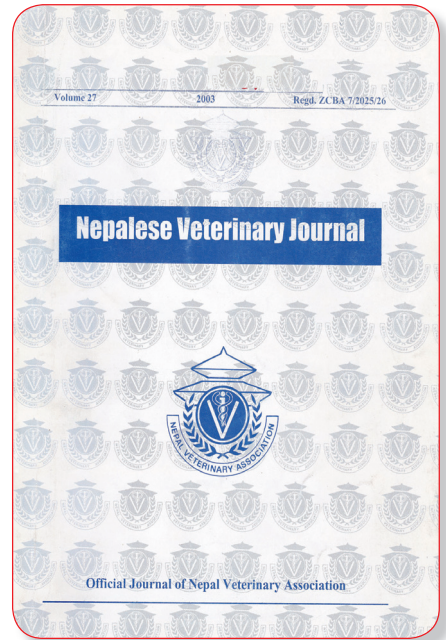 Volume 27 2003 Regd. ZCBA 7/2025/26
Nepalese Veterinary Journal
V
NEPAL VETERINARY ASSOCIATION
Official Journal of Nepal Veterinary Association